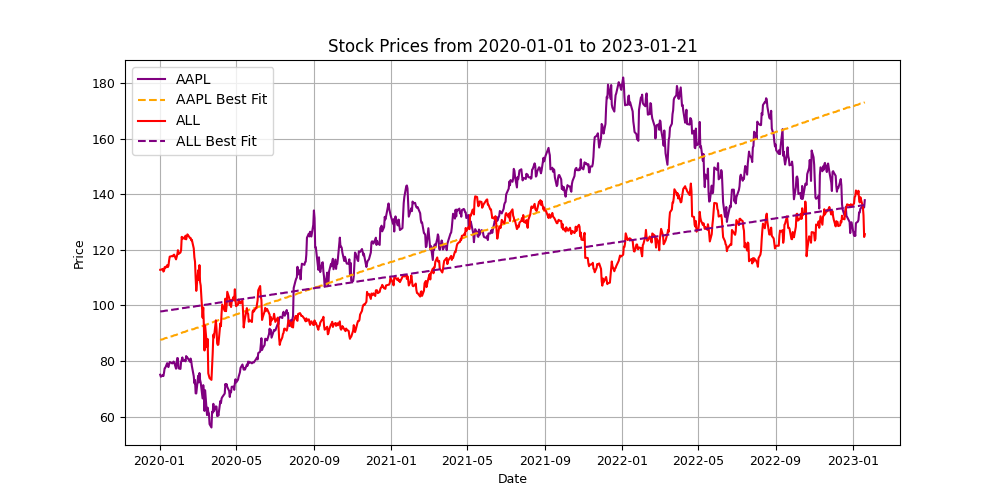 Stock Prices from 2020-01-01 to 2023-01-21
AAPL
AAPL Best Fit
ALL
ALL Best Fit
180
160
140
120
100
80
60
Price
2020-01 2020-05 2020-09 2021-01 2021-05 2021-09 2022-01 2022-05 2022-09 2023-01
Date